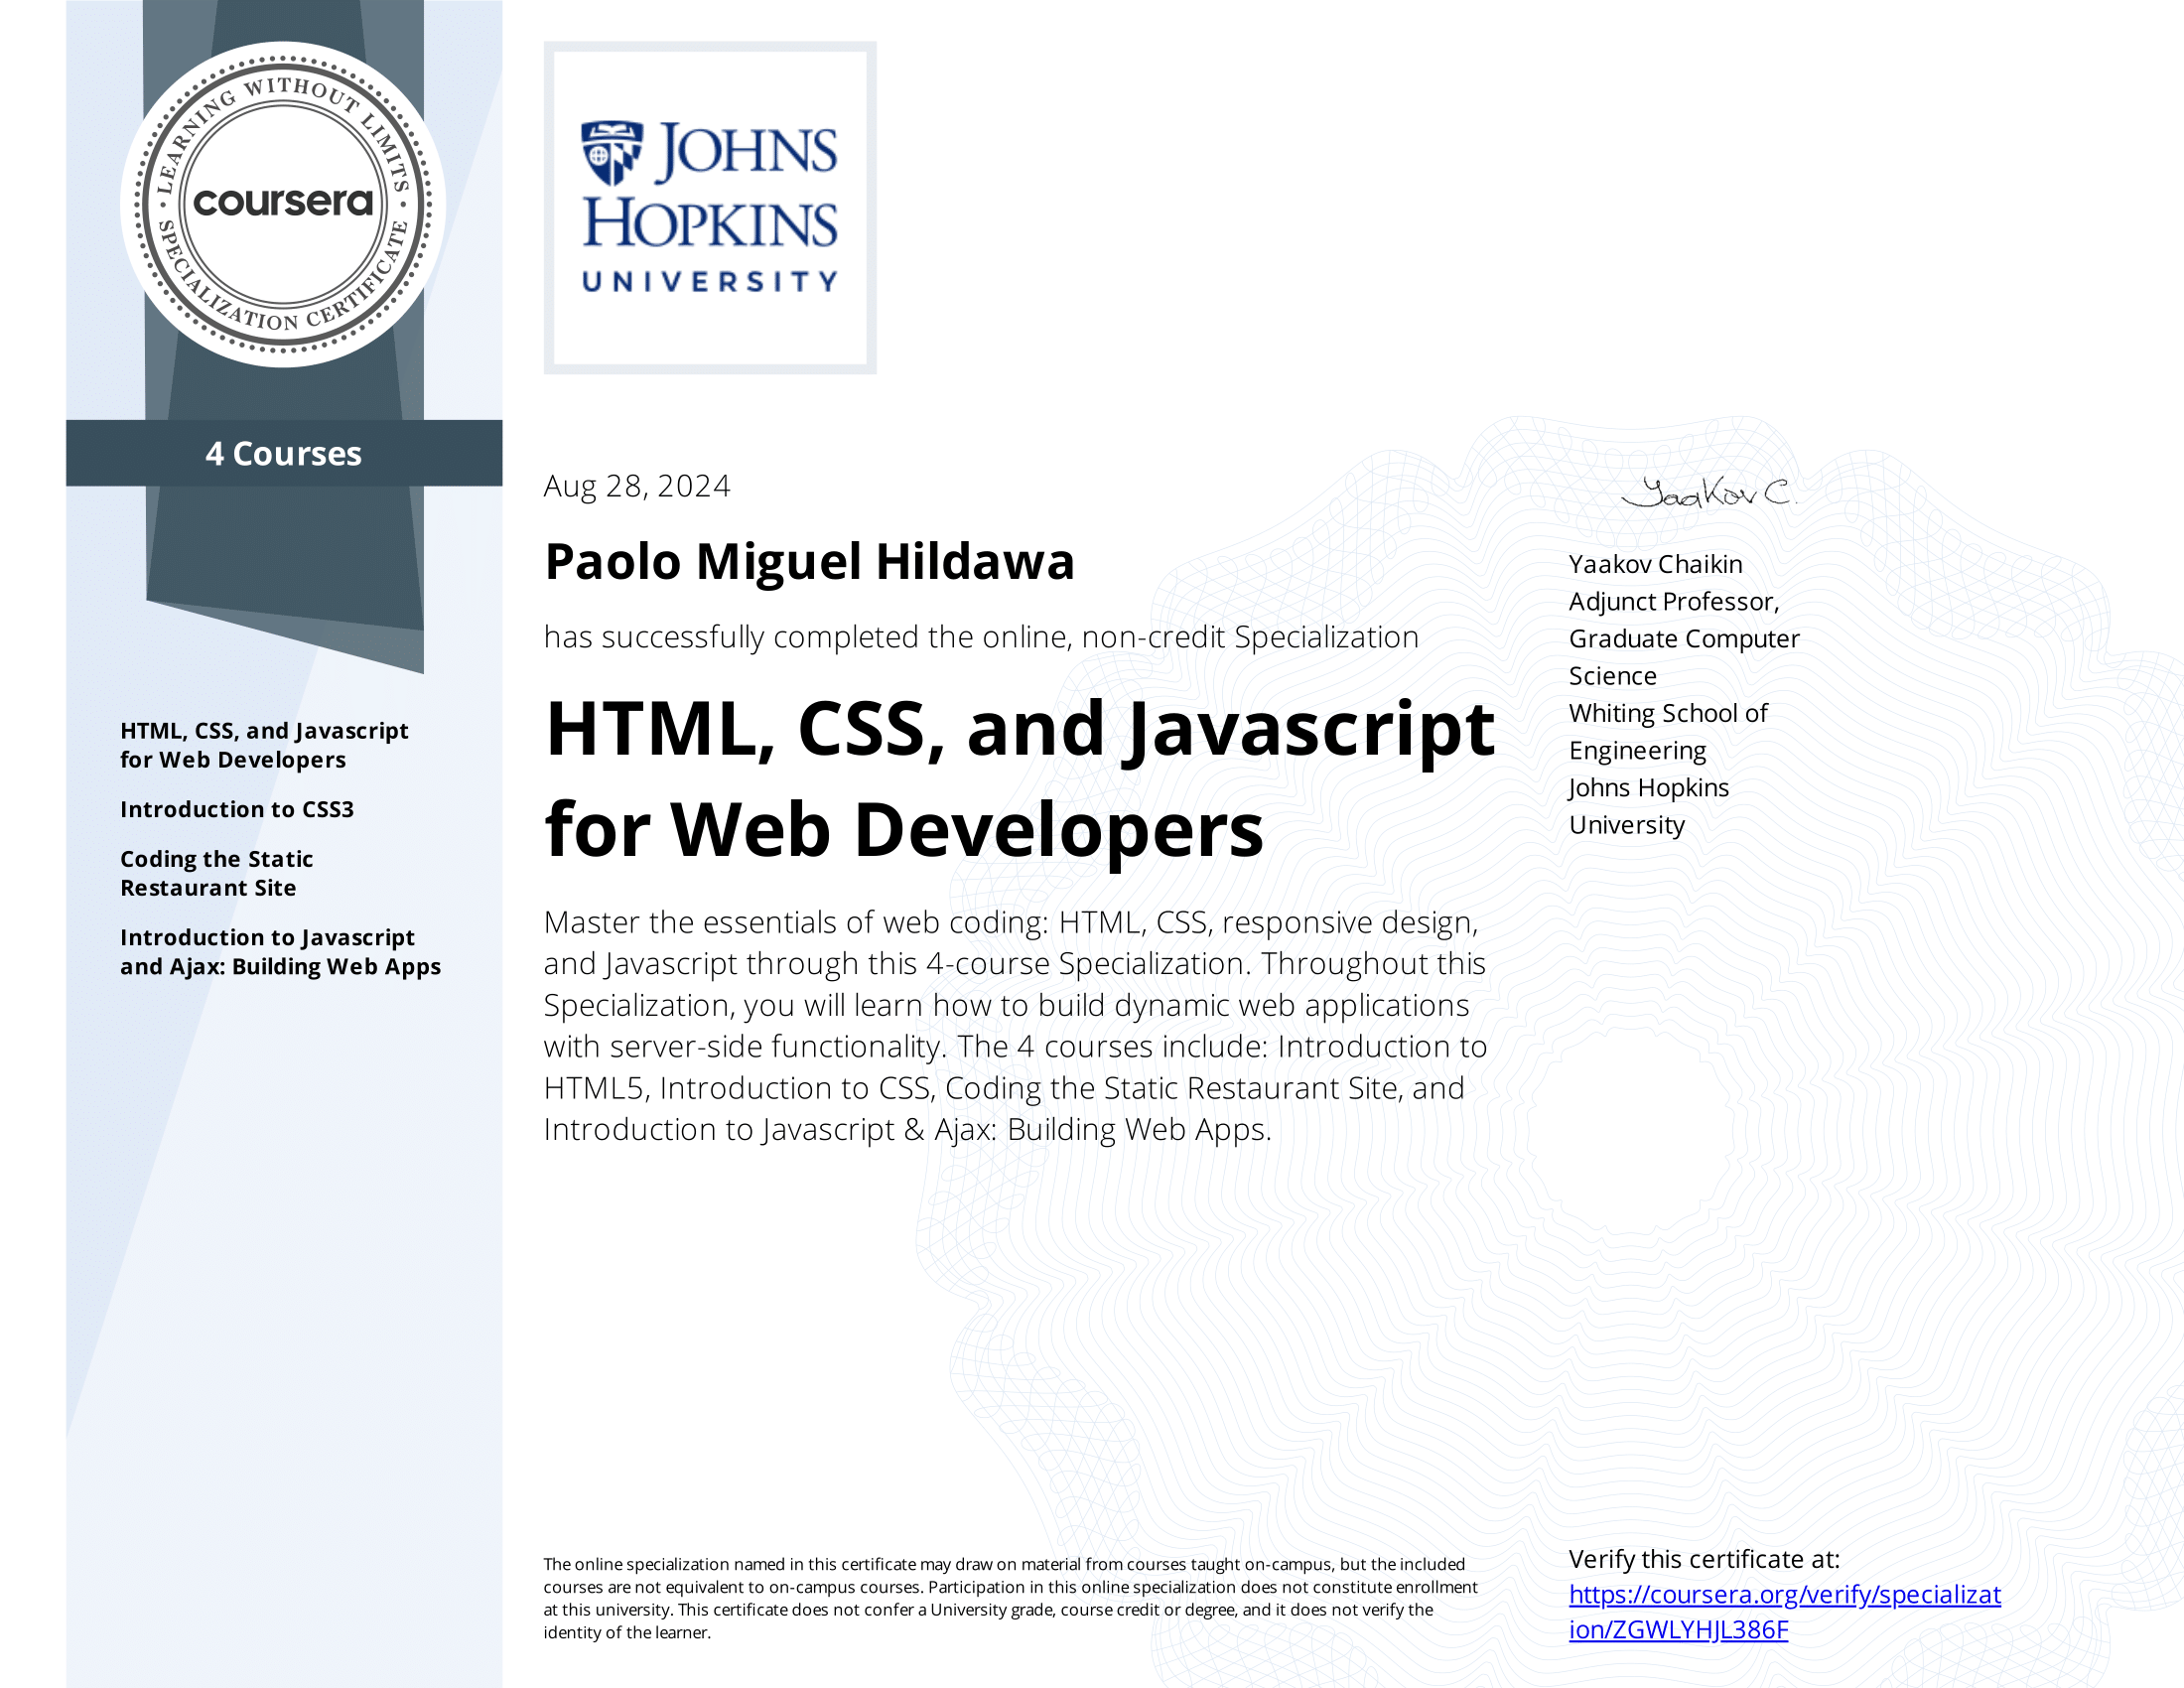 LEARNING WITHOUT LIMITS
coursera
SPECIALIZATION CERTIFICATE
4 Courses
HTML, CSS, and Javascript
for Web Developers
Introduction to CSS3
Coding the Static
Restaurant Site
Introduction to Javascript
and Ajax: Building Web Apps
JOHNS
HOPKINS
UNIVERSITY
Aug 28, 2024
Paolo Miguel Hildawa
has successfully completed the online, non-credit Specialization
HTML, CSS, and Javascript
for Web Developers
Master the essentials of web coding: HTML, CSS, responsive design,
and Javascript through this 4-course Specialization. Throughout this
Specialization, you will learn how to build dynamic web applications
with server-side functionality. The 4 courses include: Introduction to
HTML5, Introduction to CSS, Coding the Static Restaurant Site, and
Introduction to Javascript & Ajax: Building Web Apps.
Yaakov C.
Yaakov Chaikin
Adjunct Professor,
Graduate Computer
Science
Whiting School of
Engineering
Johns Hopkins
University
The online specialization named in this certificate may draw on material from courses taught on-campus, but the included
courses are not equivalent to on-campus courses. Participation in this online specialization does not constitute enrollment
at this university. This certificate does not confer a University grade, course credit or degree, and it does not verify the
identity of the learner.
Verify this certificate at:
https://coursera.org/verify/specializat
ion/ZGWLYHJL386F